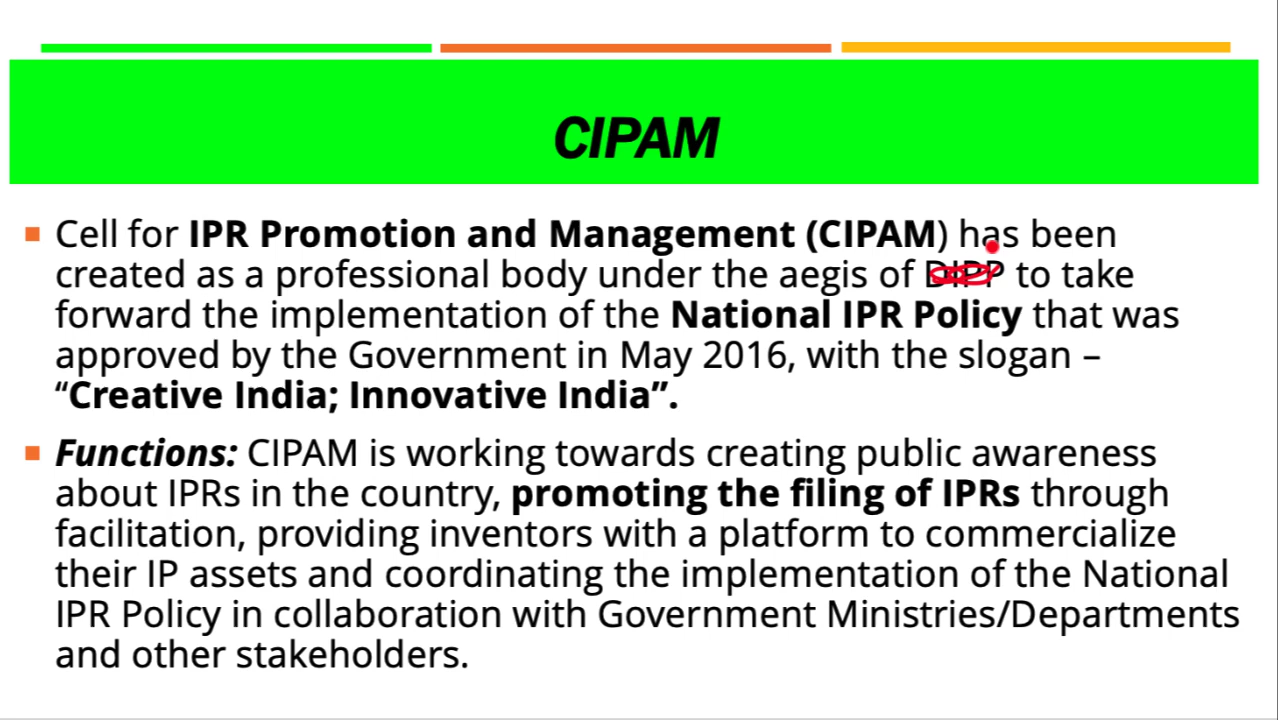 CIPAM
Cell for IPR Promotion and Management (CIPAM) has been
created as a professional body under the aegis of DIPP to take
forward the implementation of the National IPR Policy that was
approved by the Government in May 2016, with the slogan –
“Creative India; Innovative India”.
Functions: CIPAM is working towards creating public awareness
about IPRs in the country, promoting the filing of IPRs through
facilitation, providing inventors with a platform to commercialize
their IP assets and coordinating the implementation of the National
IPR Policy in collaboration with Government Ministries/Departments
and other stakeholders.